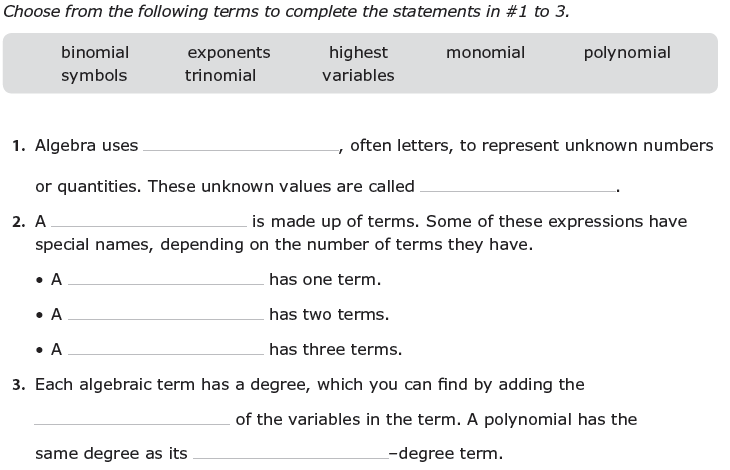 Choose from the following terms to complete the statements in #1 to 3.
binomial exponents highest monomial polynomial
symbols trinomial variables
1. Algebra uses ____________________, often letters, to represent unknown numbers
or quantities. These unknown values are called ____________________.
2. A ____________________ is made up of terms. Some of these expressions have
special names, depending on the number of terms they have.
• A ____________________ has one term.
• A ____________________ has two terms.
• A ____________________ has three terms.
3. Each algebraic term has a degree, which you can find by adding the
____________________ of the variables in the term. A polynomial has the
same degree as its ____________________–degree term.